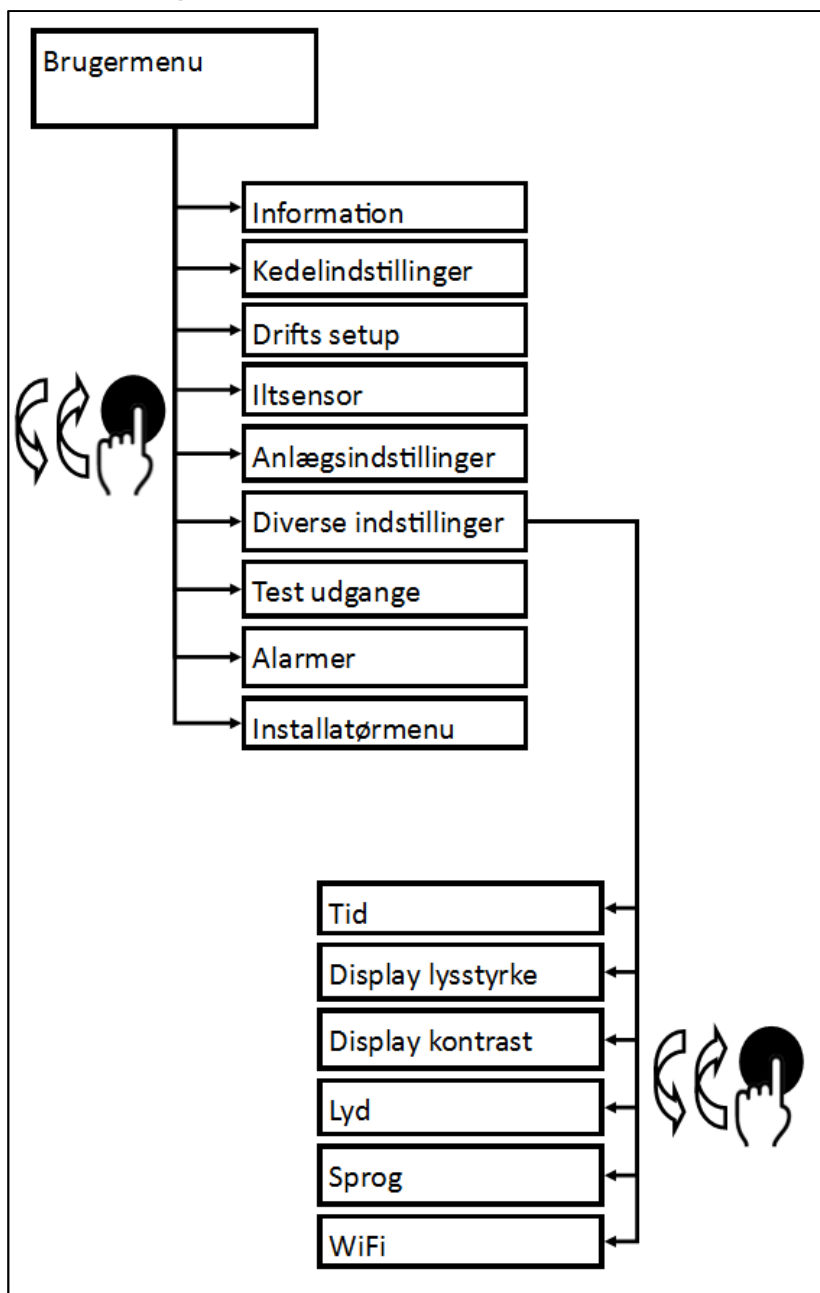 Brugermenu
Information
Kedelindstillinger
Drifts setup
Iltsensor
Anlægsindstillinger
Diverse indstillinger
Test udgange
Alarmer
Installatørmenu
Tid
Display lysstyrke
Display kontrast
Lyd
Sprog
WiFi